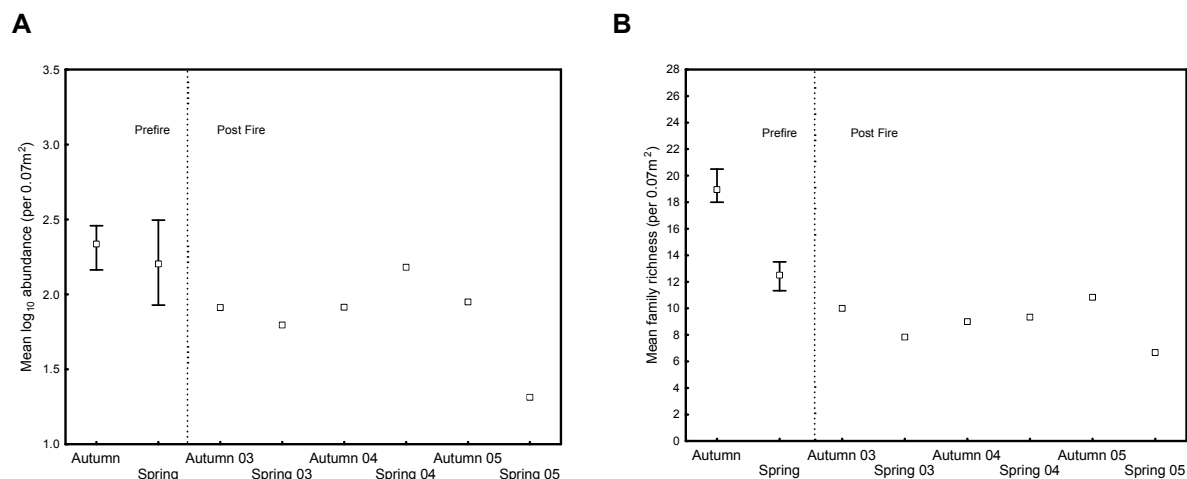 A
3.5
3.0
2.5
2.0
1.5
1.0
Mean log₁₀ abundance (per 0.07m²)
Prefire
Post Fire
Autumn
Spring
Autumn 03
Spring 03
Autumn 04
Spring 04
Autumn 05
Spring 05
B
28
26
24
22
20
18
16
14
12
10
8
6
4
2
0
Mean family richness (per 0.07m²)
Prefire
Post Fire
Autumn
Spring
Autumn 03
Spring 03
Autumn 04
Spring 04
Autumn 05
Spring 05